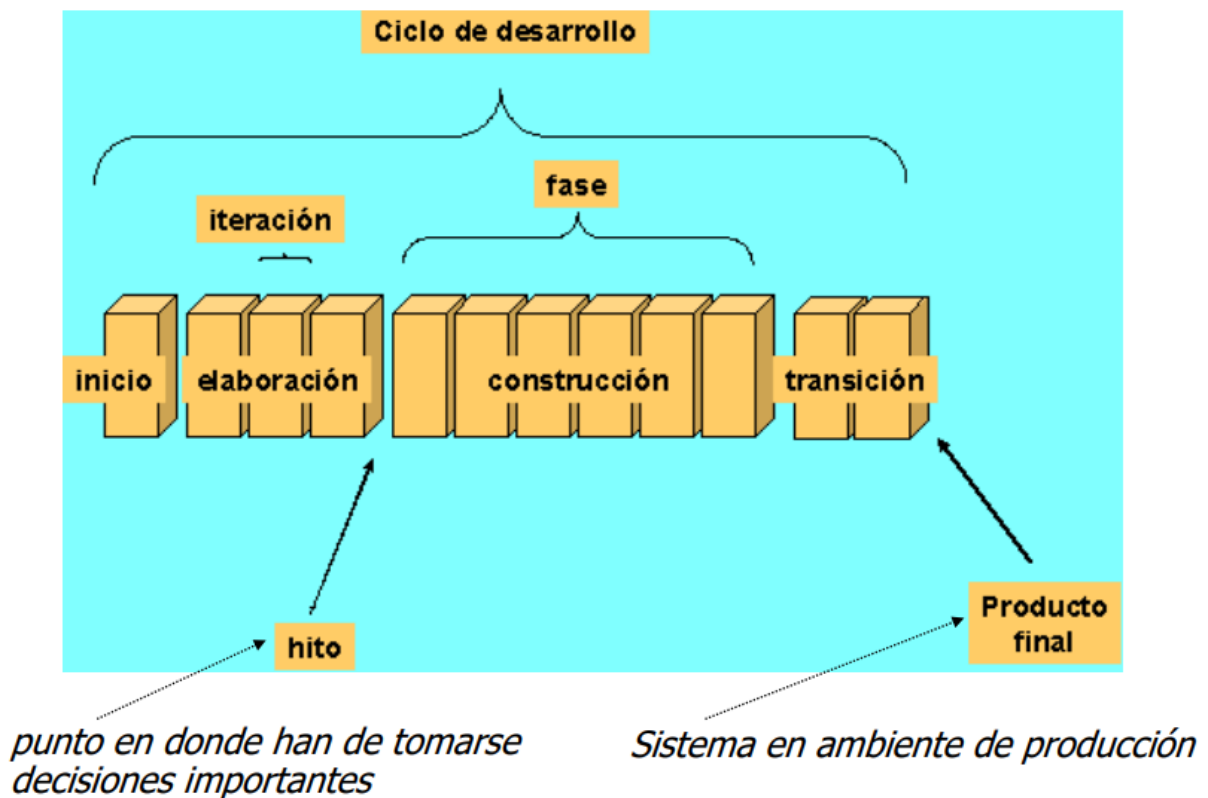 Ciclo de desarrollo
fase
iteración
inicio
elaboración
construcción
transición
hito
Producto
final
punto en donde han de tomarse
decisiones importantes
Sistema en ambiente de producción